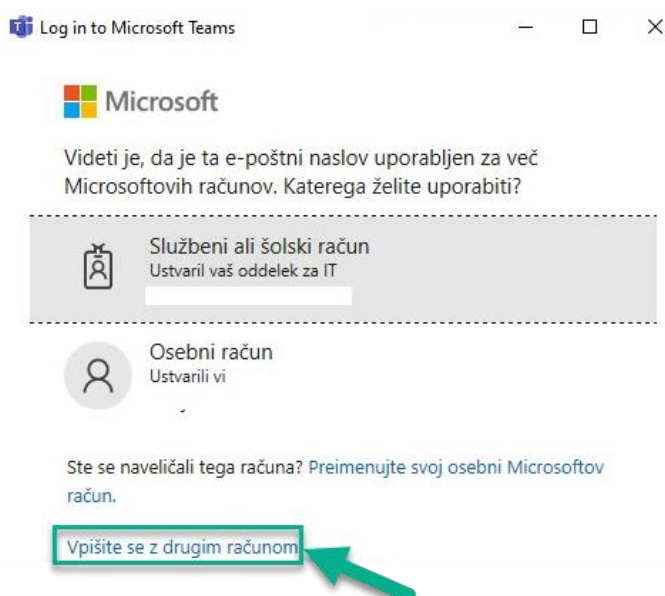 Log in to Microsoft Teams
Microsoft
Videti je, da je ta e-poštni naslov uporabljen za več
Microsoftovih računov. Katerega želite uporabiti?
Službeni ali šolski račun
Ustvaril vaš oddelek za IT
Osebni račun
Ustvarili vi
Ste se naveličali tega računa? Preimenujte svoj osebni Microsoftov
račun.
Vpišite se z drugim računom